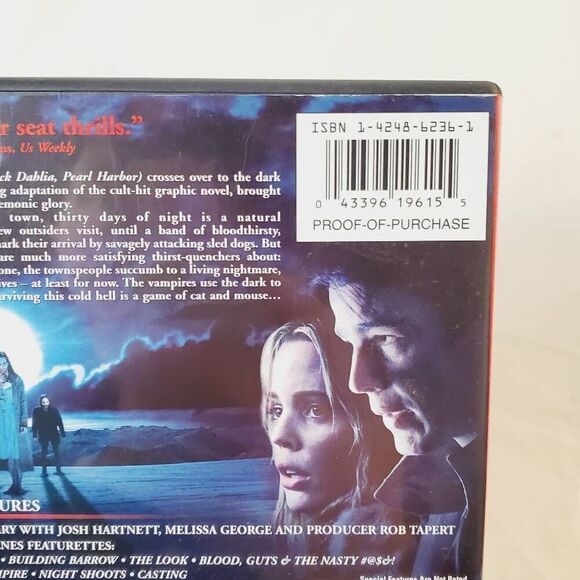 r seat thrills.”
ns, Us Weekly
ISBN 1-4248-6236-1
0 43396 19615 5
PROOF-OF-PURCHASE
ck Dahlia, Pearl Harbor) crosses over to the dark
g adaptation of the cult-hit graphic novel, brought
emonic glory.
town, thirty days of night is a natural
ew outsiders visit, until a band of bloodthirsty,
mark their arrival by savagely attacking sled dogs. But
are much more satisfying thirst-quenchers about:
one, the townspeople succumb to a living nightmare,
ives – at least for now. The vampires use the dark to
urviving this cold hell is a game of cat and mouse…
URES
ARY WITH JOSH HARTNETT, MELISSA GEORGE AND PRODUCER ROB TAPERT
ENES FEATURETTES:
• BUILDING BARROW • THE LOOK • BLOOD, GUTS & THE NASTY #@$&!
MPIRE • NIGHT SHOOTS • CASTING
Special Features Are Not Rated